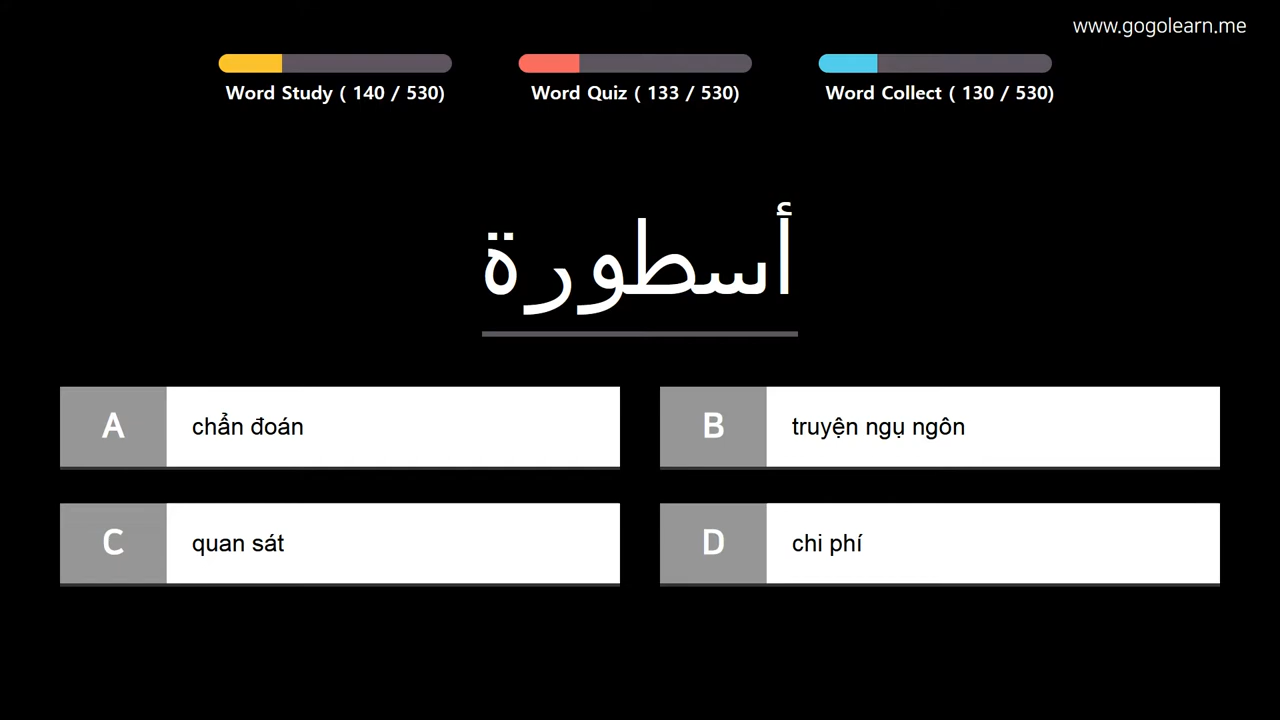 www.gogolearn.me
Word Study ( 140 / 530)
Word Quiz ( 133 / 530)
Word Collect ( 130 / 530)
أسطورة
A chẩn đoán
B truyện ngụ ngôn
C quan sát
D chi phí